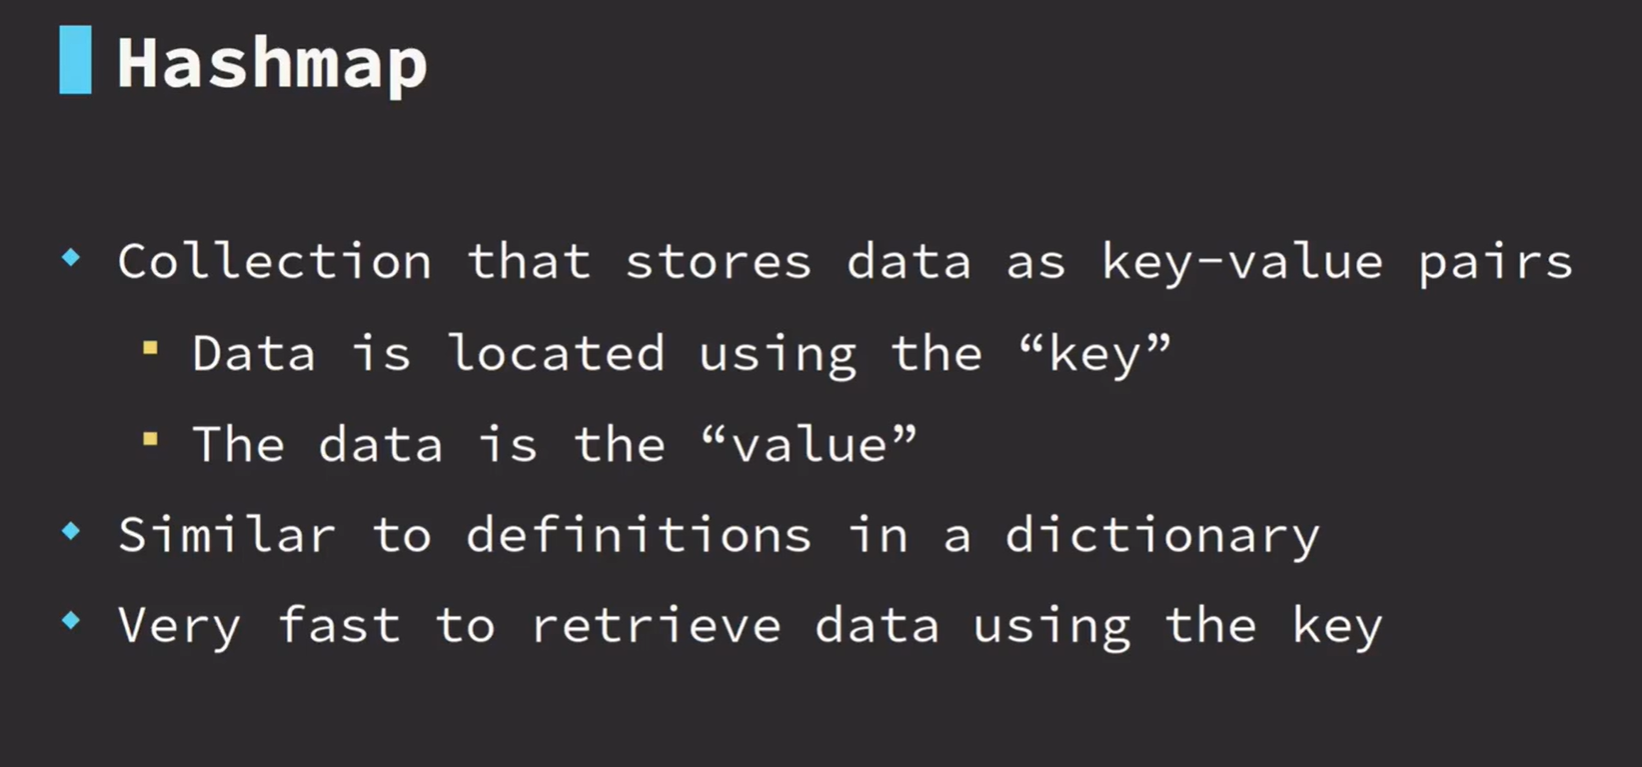 Hashmap
Collection that stores data as key-value pairs
Data is located using the “key”
The data is the “value”
Similar to definitions in a dictionary
Very fast to retrieve data using the key